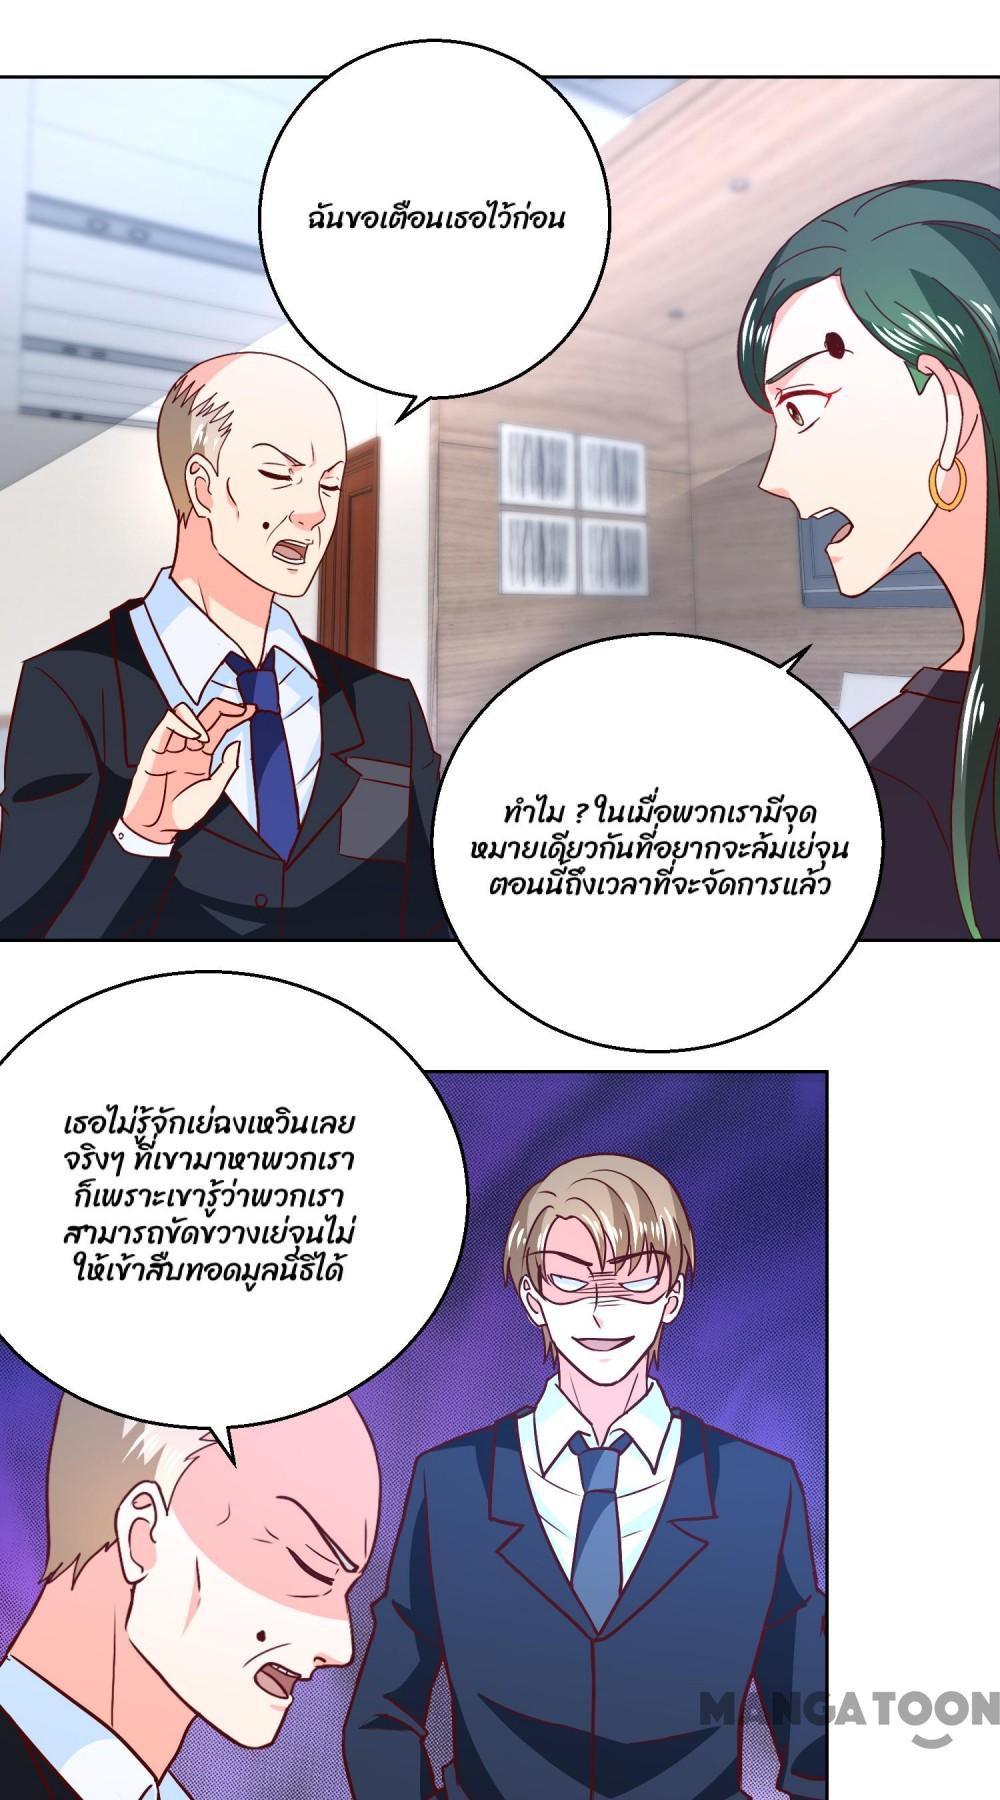 ฉันขอเตือนเธอไว้ก่อน
ทำไม ? ในเมื่อพวกเรามีจุด
หมายเดียวกันที่อยากจะล้มเย่จุน
ตอนนี้ถึงเวลาที่จะจัดการแล้ว
เธอไม่รู้จักเย่ฉงเหวินเลย
จริงๆ ที่เขามาหาพวกเรา
ก็เพราะเขารู้ว่าพวกเรา
สามารถขัดขวางเย่จุนไม่
ให้เข้าสืบทอดมูลนิธิได้
MANGATOON